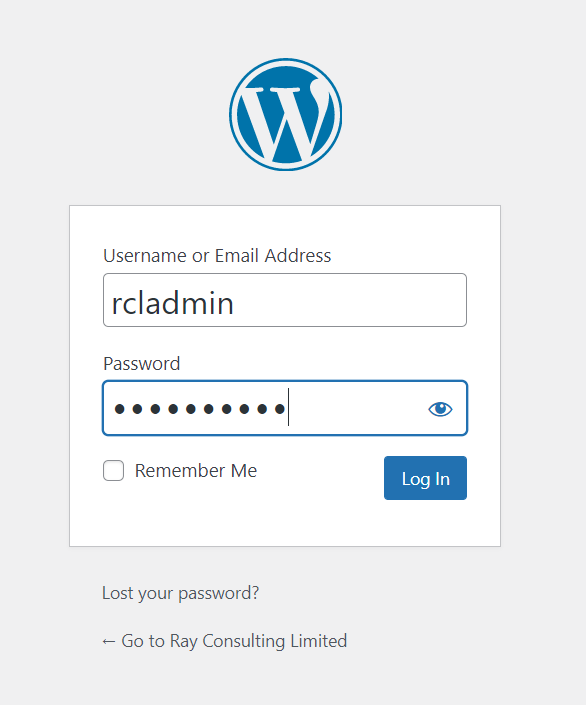 Username or Email Address
rcladmin
Password
••••••••••
Remember Me
Log In
Lost your password?
← Go to Ray Consulting Limited